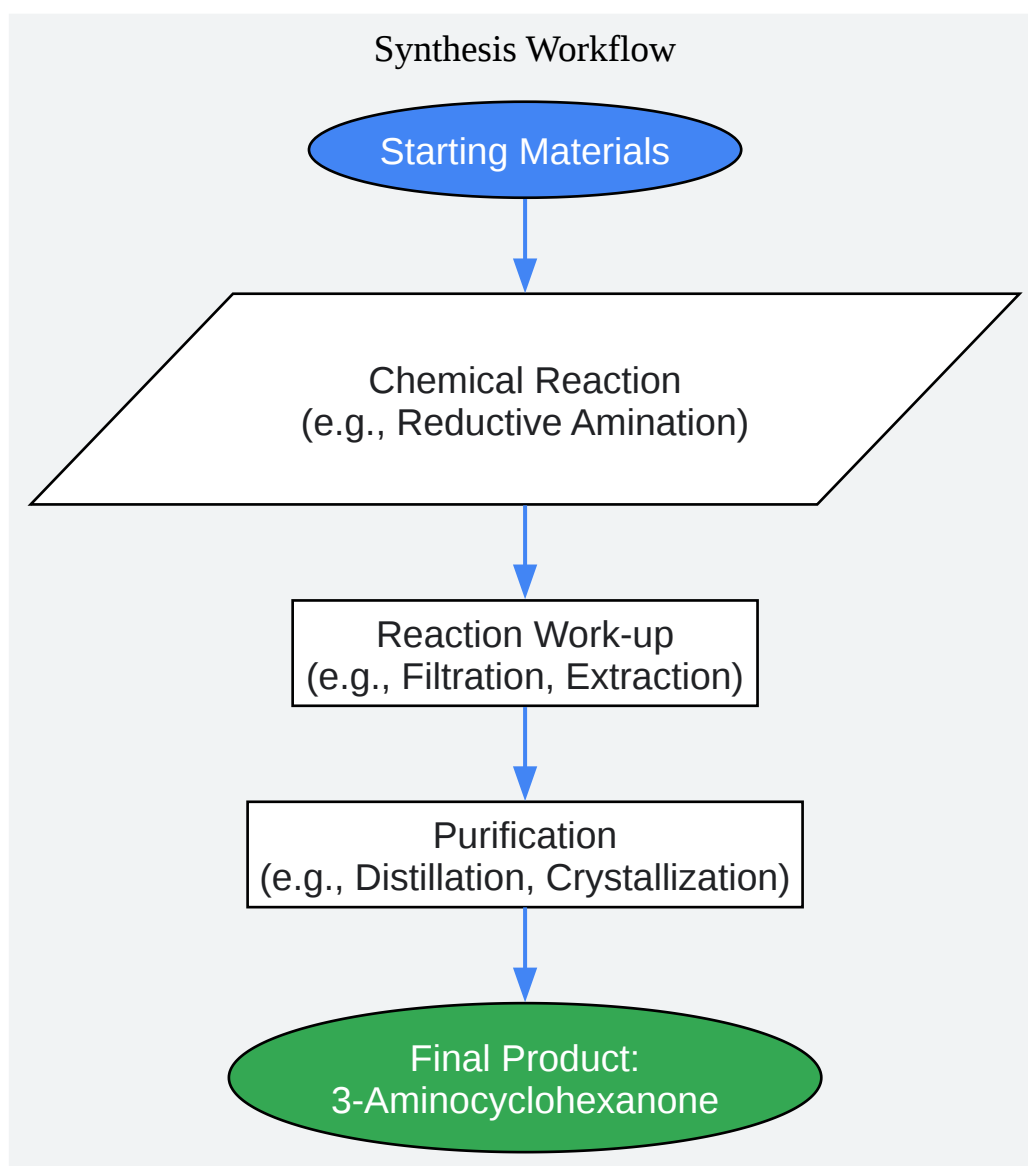 Synthesis Workflow
Starting Materials
Chemical Reaction
(e.g., Reductive Amination)
Reaction Work-up
(e.g., Filtration, Extraction)
Purification
(e.g., Distillation, Crystallization)
Final Product:
3-Aminocyclohexanone